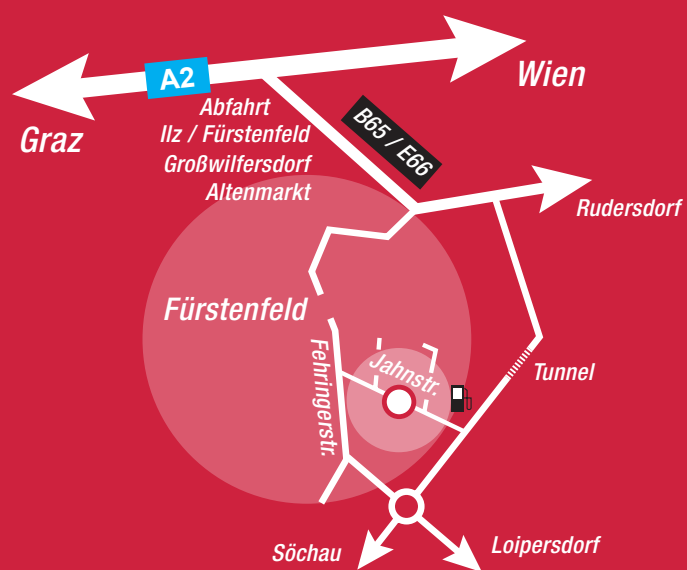 A2
Wien
Graz
Abfahrt
Ilz / Fürstenfeld
Großwilfersdorf
Altenmarkt
B65 / E66
Rudersdorf
Fürstenfeld
Fehringerstr.
Jahnstr.
Tunnel
Söchau
Loipersdorf